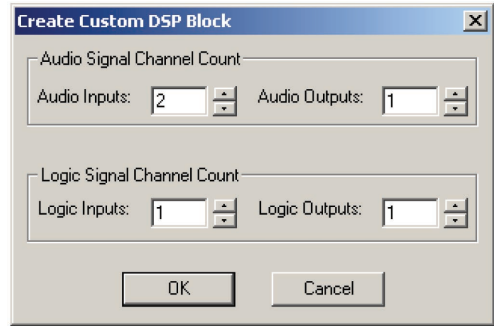 Create Custom DSP Block
Audio Signal Channel Count
Audio Inputs: 2 Audio Outputs: 1
Logic Signal Channel Count
Logic Inputs: 1 Logic Outputs: 1
OK Cancel